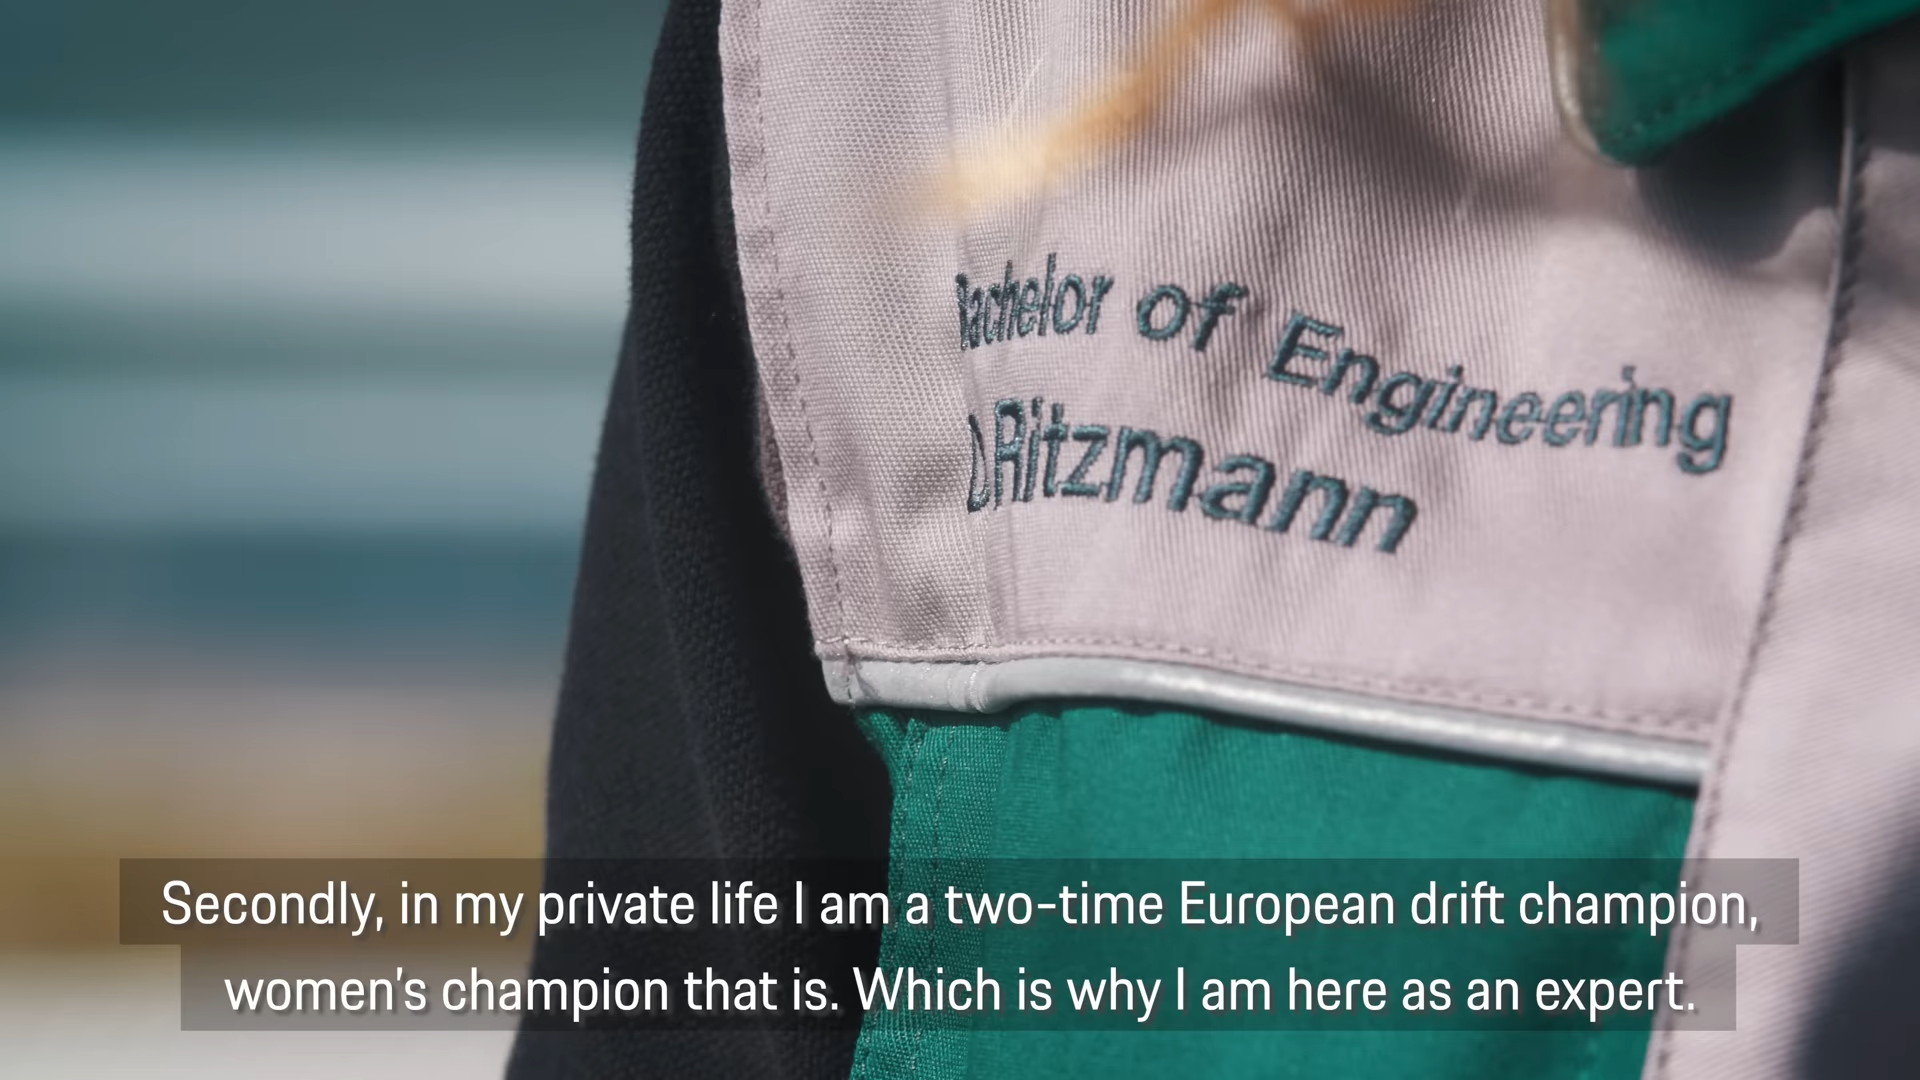 Bachelor of Engineering
D.Ritzmann
Secondly, in my private life I am a two-time European drift champion,
women's champion that is. Which is why I am here as an expert.